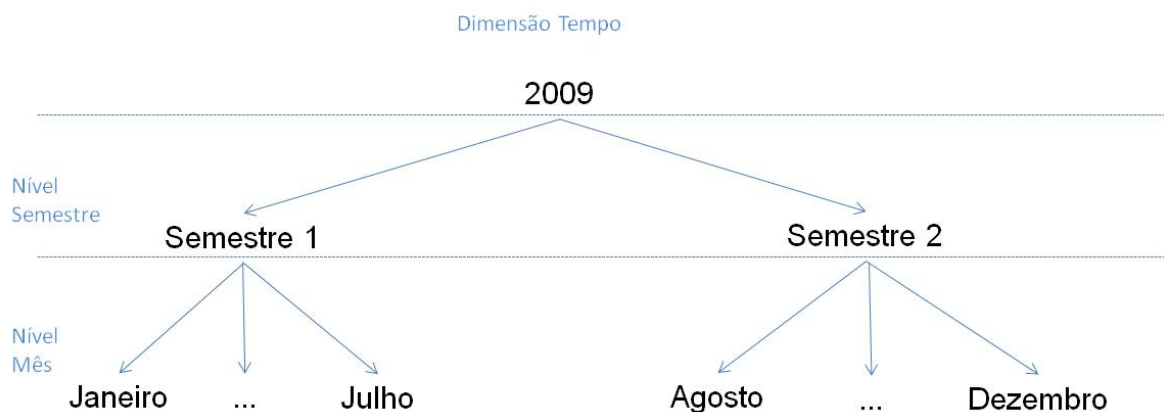 Dimensão Tempo
2009
Nível
Semestre
Semestre 1
Semestre 2
Nível
Mês
Janeiro ... Julho Agosto ... Dezembro